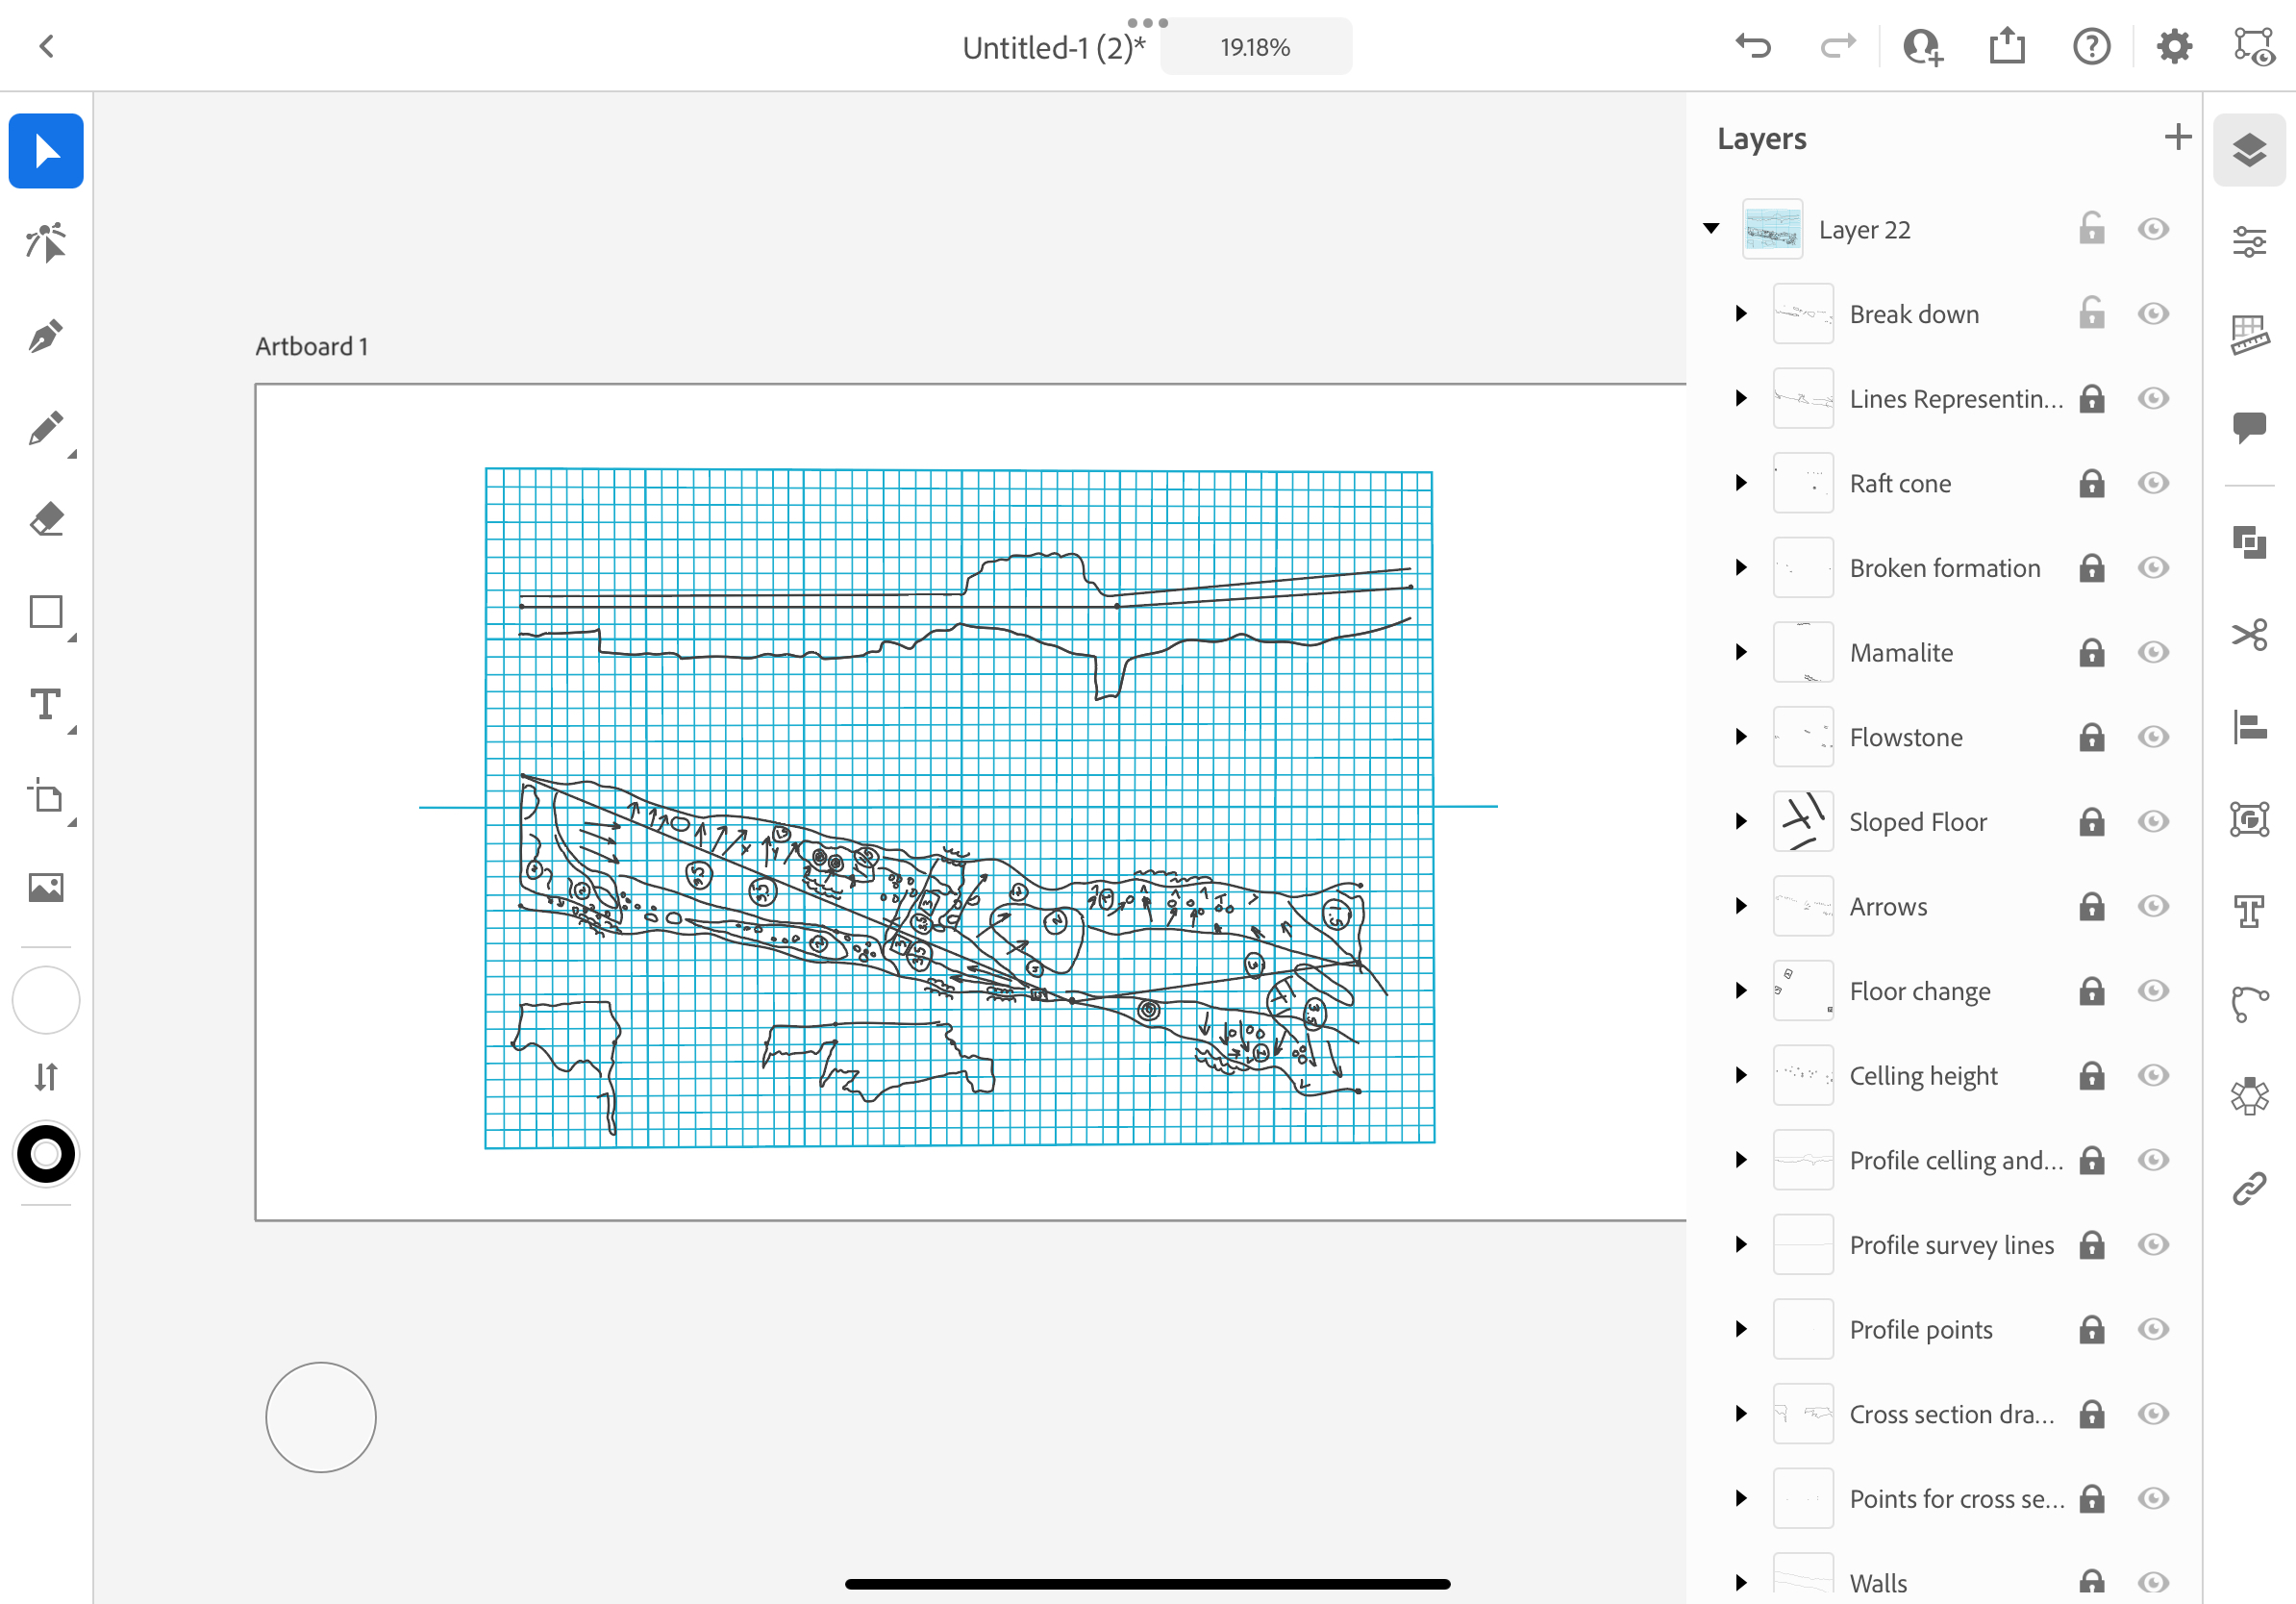 Untitled-1 (2)*
19.18%
Layers
Layer 22
Break down
Lines Representin...
Raft cone
Broken formation
Mamalite
Flowstone
Sloped Floor
Arrows
Floor change
Celling height
Profile celling and...
Profile survey lines
Profile points
Cross section dra...
Points for cross se...
Walls
Artboard 1